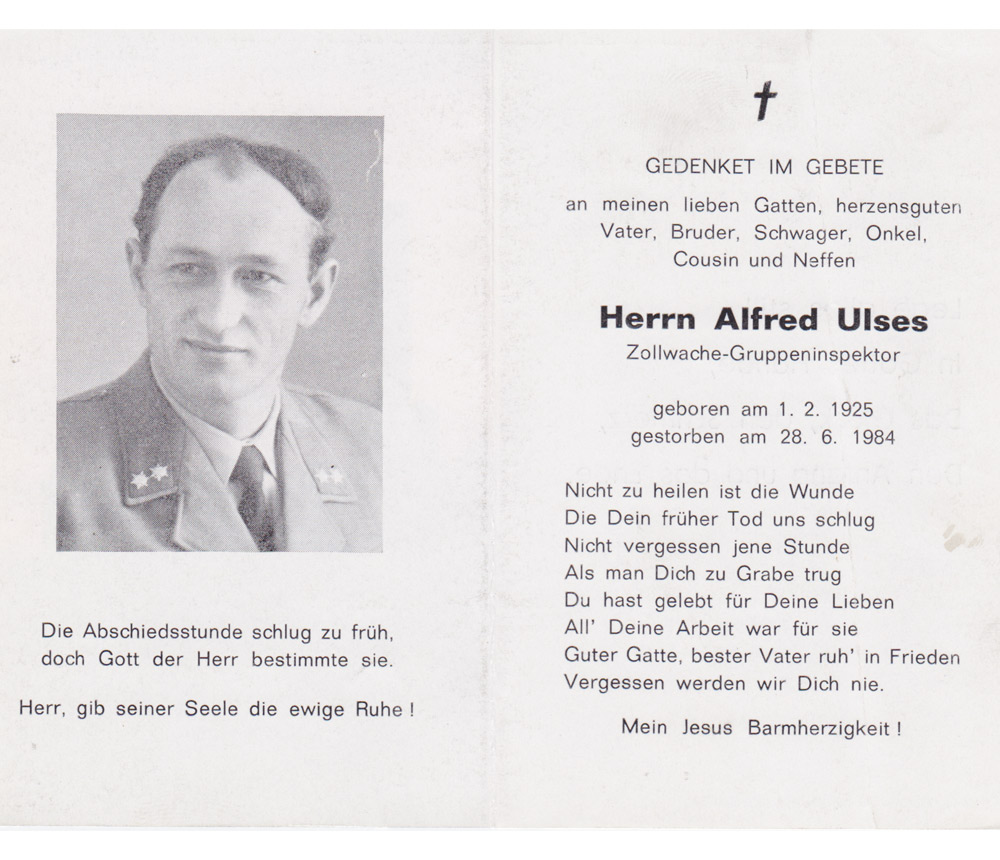 Die Abschiedsstunde schlug zu früh,
doch Gott der Herr bestimmte sie.
Herr, gib seiner Seele die ewige Ruhe !
GEDENKET IM GEBETE
an meinen lieben Gatten, herzensguten
Vater, Bruder, Schwager, Onkel,
Cousin und Neffen
Herrn Alfred Ulses
Zollwache-Gruppeninspektor
geboren am 1. 2. 1925
gestorben am 28. 6. 1984
Nicht zu heilen ist die Wunde
Die Dein früher Tod uns schlug
Nicht vergessen jene Stunde
Als man Dich zu Grabe trug
Du hast gelebt für Deine Lieben
All' Deine Arbeit war für sie
Guter Gatte, bester Vater ruh' in Frieden
Vergessen werden wir Dich nie.
Mein Jesus Barmherzigkeit !